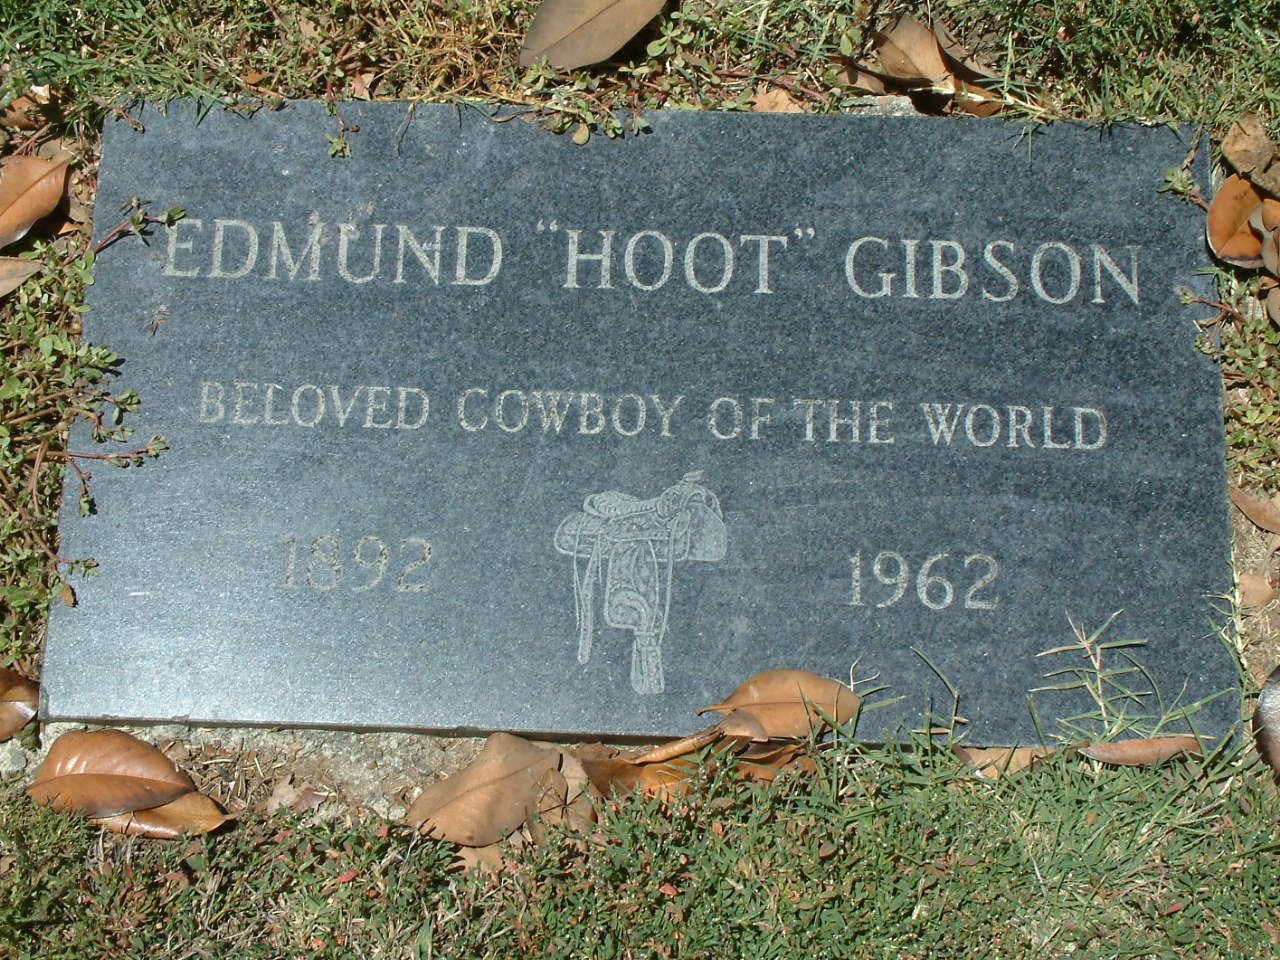 EDMUND "HOOT" GIBSON
BELOVED COWBOY OF THE WORLD
1892 1962